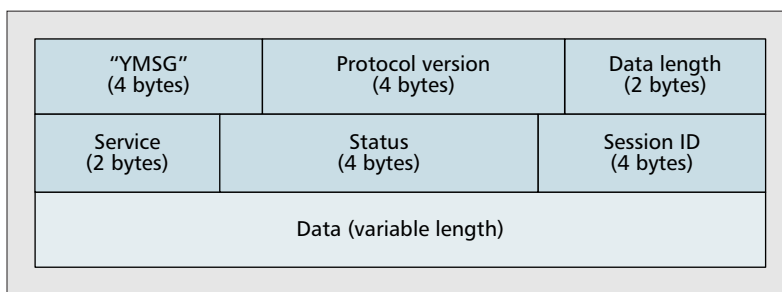 “YMSG” Protocol version Data length
(4 bytes) (4 bytes) (2 bytes)
Service Status Session ID
(2 bytes) (4 bytes) (4 bytes)
Data (variable length)